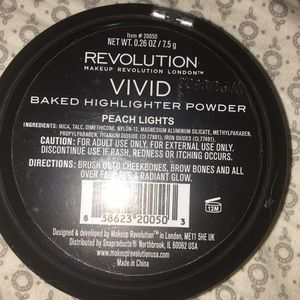 Item # 20050
NET WT. 0.26 OZ / 7.5 g
REVOLUTION
MAKEUP REVOLUTION LONDON™
VIVID
BAKED HIGHLIGHTER POWDER
PEACH LIGHTS
INGREDIENTS: MICA, TALC, DIMETHICONE, NYLON-12, MAGNESIUM ALUMINUM SILICATE, METHYLPARABEN,
PROPYLPARABEN, TITANIUM DIOXIDE (CI 77891), IRON OXIDES (CI 77491).
CAUTION: FOR ADULT USE ONLY, FOR EXTERNAL USE ONLY.
DISCONTINUE USE IF RASH, REDNESS OR ITCHING OCCURS.
DIRECTIONS: BRUSH ONTO CHEEKBONES, BROW BONES AND ALL
OVER FACE FOR A RADIANT GLOW.
8 38623 20050 3
12M
Designed & developed by Makeup Revolution™ in London, ME11 5HE UK
Distributed by Snaproducts® Northbrook, IL 60062 USA
www.makeuprevolutionusa.com
Made in China